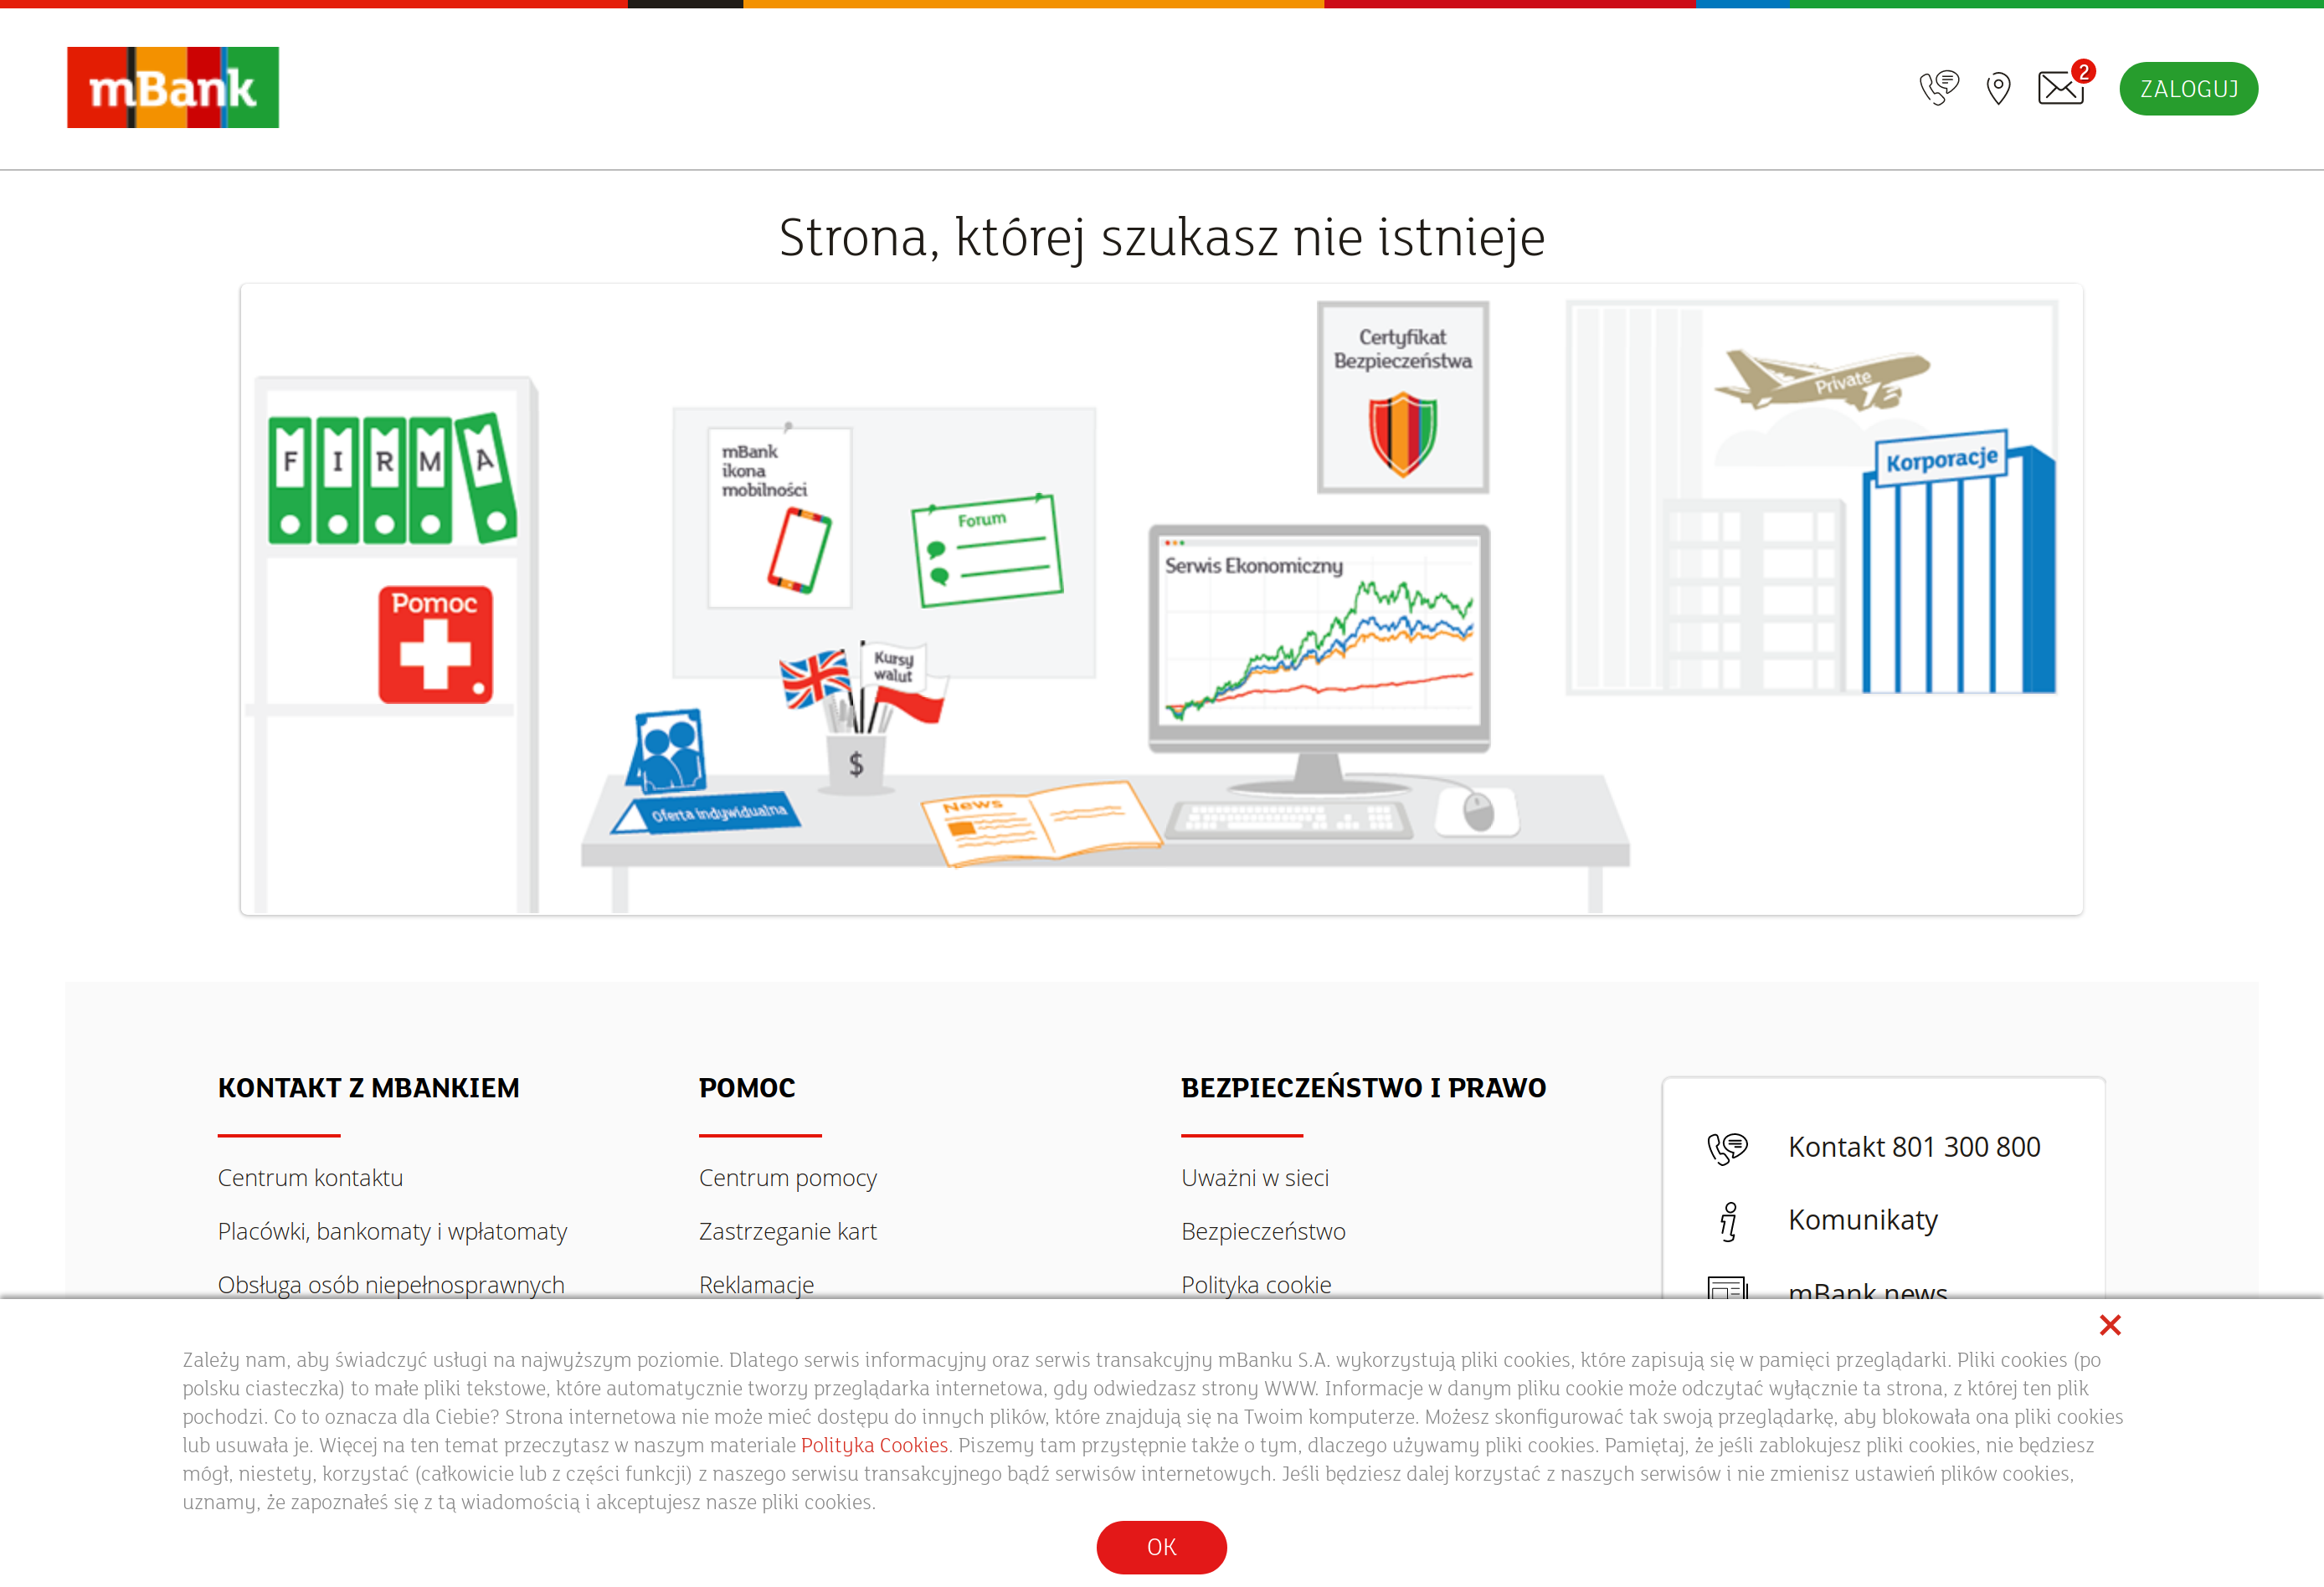 mBank
2
ZALOGUJ
Strona, której szukasz nie istnieje
Certyfikat
Bezpieczeństwa
Private
Korporacje
F I R M A
mBank
ikona
mobilności
Forum
Serwis Ekonomiczny
Pomoc
Kursy
walut
$
Oferta indywidualna
News
KONTAKT Z MBANKIEM
Centrum kontaktu
Placówki, bankomaty i wpłatomaty
Obsługa osób niepełnosprawnych
POMOC
Centrum pomocy
Zastrzeganie kart
Reklamacje
BEZPIECZEŃSTWO I PRAWO
Uważni w sieci
Bezpieczeństwo
Polityka cookie
Kontakt 801 300 800
Komunikaty
mBank news
Zależy nam, aby świadczyć usługi na najwyższym poziomie. Dlatego serwis informacyjny oraz serwis transakcyjny mBanku S.A. wykorzystują pliki cookies, które zapisują się w pamięci przeglądarki. Pliki cookies (po
polsku ciasteczka) to małe pliki tekstowe, które automatycznie tworzy przeglądarka internetowa, gdy odwiedzasz strony WWW. Informacje w danym pliku cookie może odczytać wyłącznie ta strona, z której ten plik
pochodzi. Co to oznacza dla Ciebie? Strona internetowa nie może mieć dostępu do innych plików, które znajdują się na Twoim komputerze. Możesz skonfigurować tak swoją przeglądarkę, aby blokowała ona pliki cookies
lub usuwała je. Więcej na ten temat przeczytasz w naszym materiale Polityka Cookies. Piszemy tam przystępnie także o tym, dlaczego używamy pliki cookies. Pamiętaj, że jeśli zablokujesz pliki cookies, nie będziesz
mógł, niestety, korzystać (całkowicie lub z części funkcji) z naszego serwisu transakcyjnego bądź serwisów internetowych. Jeśli będziesz dalej korzystać z naszych serwisów i nie zmienisz ustawień plików cookies,
uznamy, że zapoznałeś się z tą wiadomością i akceptujesz nasze pliki cookies.
OK